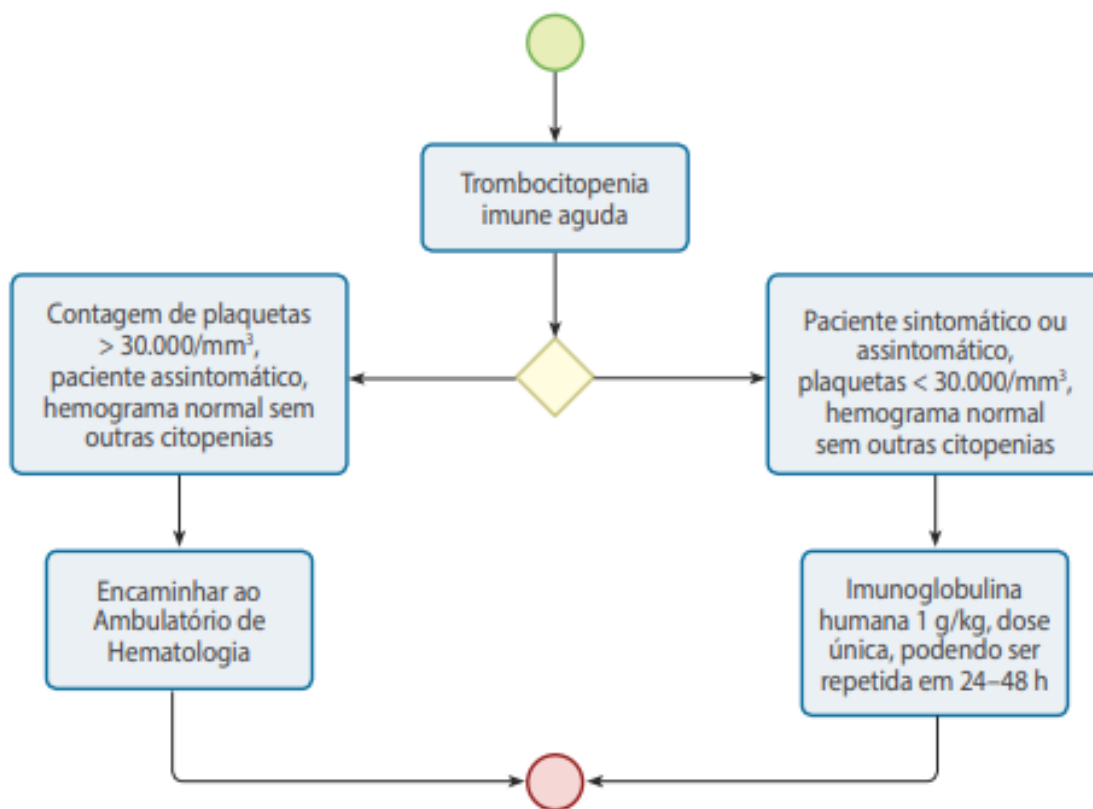 Trombocitopenia
imune aguda
Contagem de plaquetas
> 30.000/mm³,
paciente assintomático,
hemograma normal sem
outras citopenias
Paciente sintomático ou
assintomático,
plaquetas < 30.000/mm³,
hemograma normal
sem outras citopenias
Encaminhar ao
Ambulatório de
Hematologia
Imunoglobulina
humana 1 g/kg, dose
única, podendo ser
repetida em 24–48 h